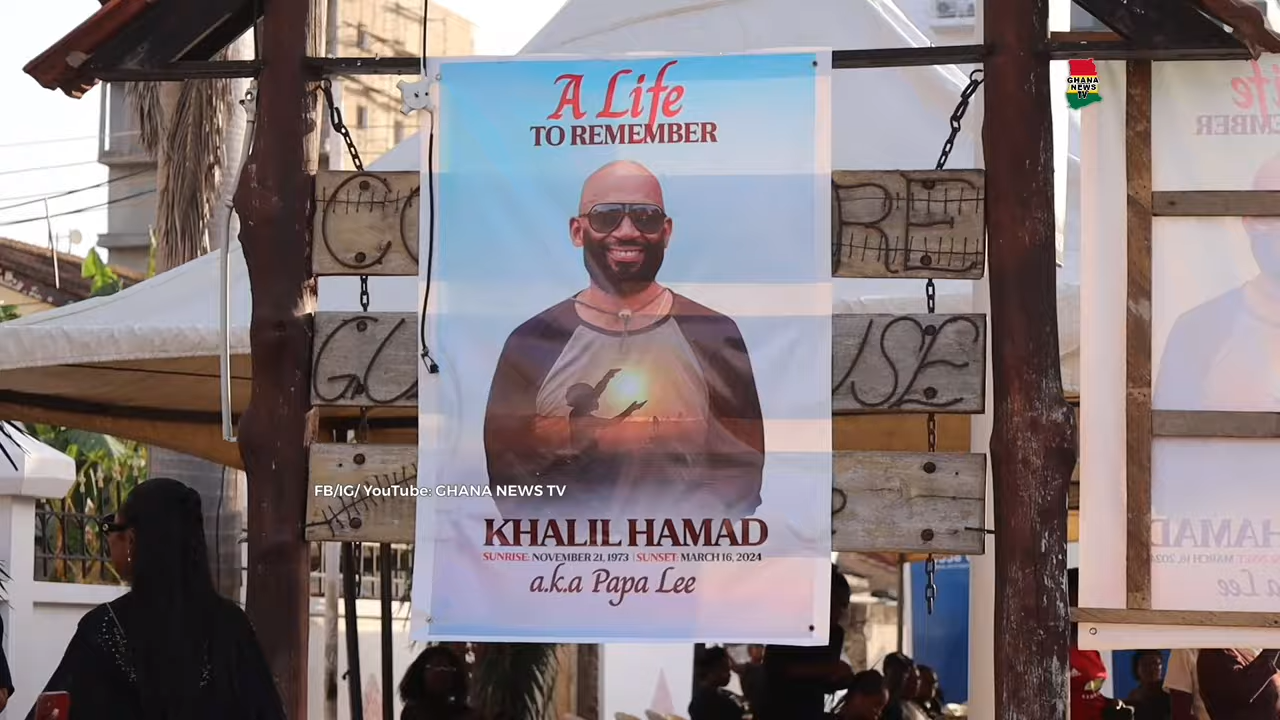 A Life
TO REMEMBER
KHALIL HAMAD
SUNRISE: NOVEMBER 21, 1973 | SUNSET: MARCH 16, 2024
a.k.a Papa Lee
FB/IG/ YouTube: GHANA NEWS TV
GHANA
NEWS
TV